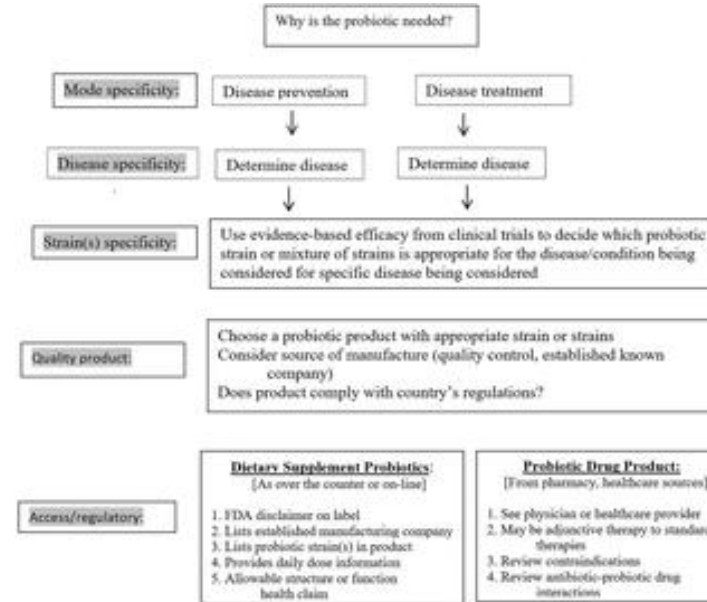 Why is the probiotic needed?
Mode specificity:
Disease prevention
Disease treatment
Disease specificity:
Determine disease
Determine disease
Strain(s) specificity:
Use evidence-based efficacy from clinical trials to decide which probiotic
strain or mixture of strains is appropriate for the disease/condition being
considered for specific disease being considered
Quality product:
Choose a probiotic product with appropriate strain or strains
Consider source of manufacture (quality control, established known
company)
Does product comply with country's regulations?
Access/regulatory:
Dietary Supplement Probiotics:
[As over the counter or on-line]
1. FDA disclaimer on label
2. Lists established manufacturing company
3. Lists probiotic strain(s) in product
4. Provides daily dose information
5. Allowable structure or function
health claim
Probiotic Drug Product:
[From pharmacy, healthcare sources]
1. See physician or healthcare provider
2. May be adjonctive therapy to standard
therapies
3. Review contraindications
4. Review antibiotic-probiotic drug
interactions